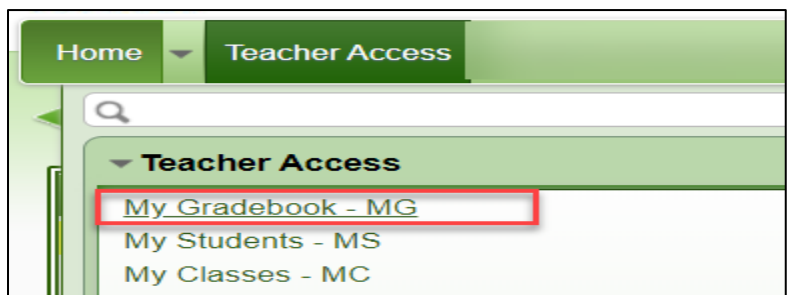 Home Teacher Access
Teacher Access
My Gradebook - MG
My Students - MS
My Classes - MC